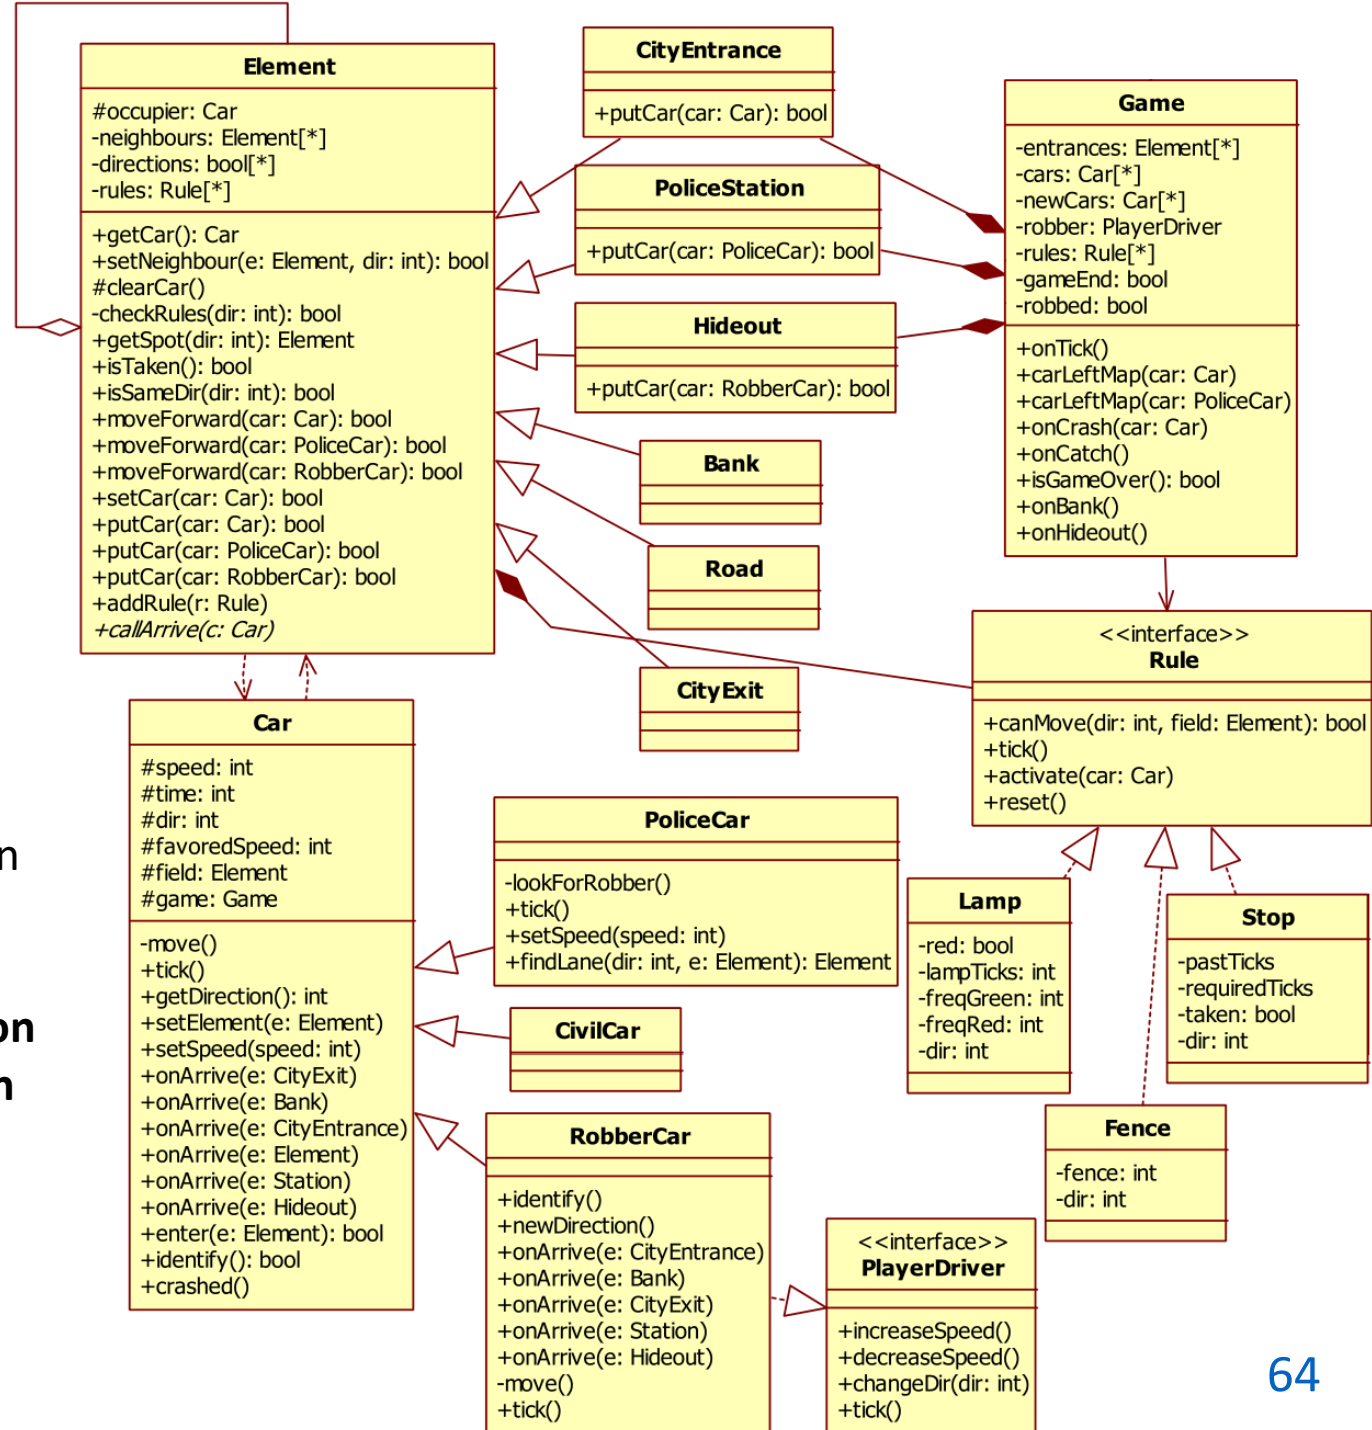 Element
#occupier: Car
-neighbours: Element[*]
-directions: bool[*]
-rules: Rule[*]
+getCar(): Car
+setNeighbour(e: Element, dir: int): bool
#clearCar()
-checkRules(dir: int): bool
+getSpot(dir: int): Element
+isTaken(): bool
+isSameDir(dir: int): bool
+moveForward(car: Car): bool
+moveForward(car: PoliceCar): bool
+moveForward(car: RobberCar): bool
+setCar(car: Car): bool
+putCar(car: Car): bool
+putCar(car: PoliceCar): bool
+putCar(car: RobberCar): bool
+addRule(r: Rule)
+callArrive(c: Car)
CityEntrance
+putCar(car: Car): bool
PoliceStation
+putCar(car: PoliceCar): bool
Hideout
+putCar(car: RobberCar): bool
Bank
Road
CityExit
Game
-entrances: Element[*]
-cars: Car[*]
-newCars: Car[*]
-robber: PlayerDriver
-rules: Rule[*]
-gameEnd: bool
-robbed: bool
+onTick()
+carLeftMap(car: Car)
+carLeftMap(car: PoliceCar)
+onCrash(car: Car)
+onCatch()
+isGameOver(): bool
+onBank()
+onHideout()
<<interface>>
Rule
+canMove(dir: int, field: Element): bool
+tick()
+activate(car: Car)
+reset()
n
on
n
Car
#speed: int
#time: int
#dir: int
#favoredSpeed: int
#field: Element
#game: Game
-move()
+tick()
+getDirection(): int
+setElement(e: Element)
+setSpeed(speed: int)
+onArrive(e: CityExit)
+onArrive(e: Bank)
+onArrive(e: CityEntrance)
+onArrive(e: Element)
+onArrive(e: Station)
+onArrive(e: Hideout)
+enter(e: Element): bool
+identify(): bool
+crashed()
PoliceCar
-lookForRobber()
+tick()
+setSpeed(speed: int)
+findLane(dir: int, e: Element): Element
CivilCar
RobberCar
+identify()
+newDirection()
+onArrive(e: CityEntrance)
+onArrive(e: Bank)
+onArrive(e: CityExit)
+onArrive(e: Station)
+onArrive(e: Hideout)
-move()
+tick()
<<interface>>
PlayerDriver
+increaseSpeed()
+decreaseSpeed()
+changeDir(dir: int)
+tick()
Lamp
-red: bool
-lampTicks: int
-freqGreen: int
-freqRed: int
-dir: int
Stop
-pastTicks
-requiredTicks
-taken: bool
-dir: int
Fence
-fence: int
-dir: int
64